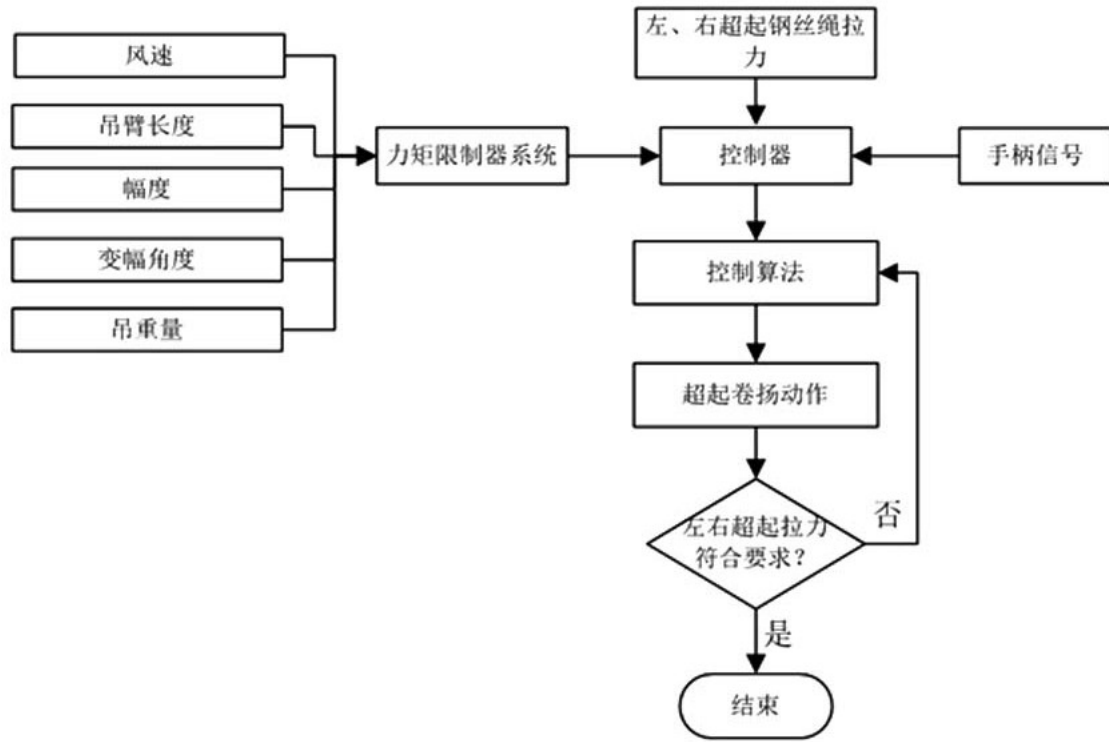 风速
吊臂长度
幅度
变幅角度
吊重量
力矩限制器系统
左、右超起钢丝绳拉
力
控制器
手柄信号
控制算法
超起卷扬动作
左右超起拉力
符合要求？
否
是
结束